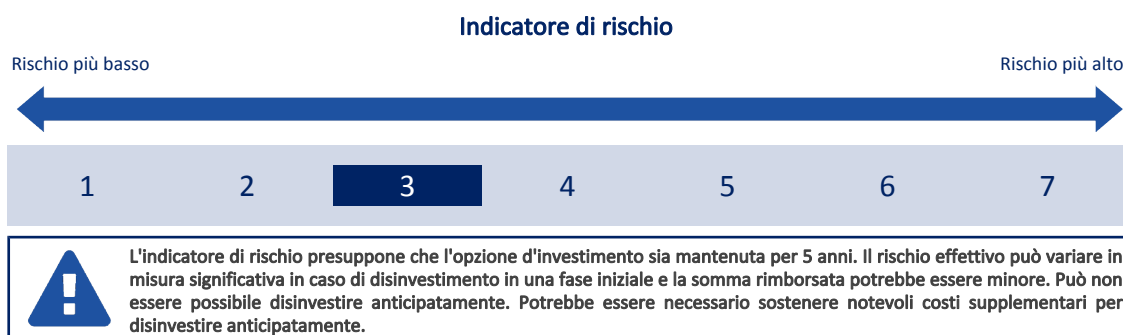 Indicatore di rischio
Rischio più basso Rischio più alto
1 2 3 4 5 6 7
L'indicatore di rischio presuppone che l'opzione d'investimento sia mantenuta per 5 anni. Il rischio effettivo può variare in
misura significativa in caso di disinvestimento in una fase iniziale e la somma rimborsata potrebbe essere minore. Può non
essere possibile disinvestire anticipatamente. Potrebbe essere necessario sostenere notevoli costi supplementari per
disinvestire anticipatamente.